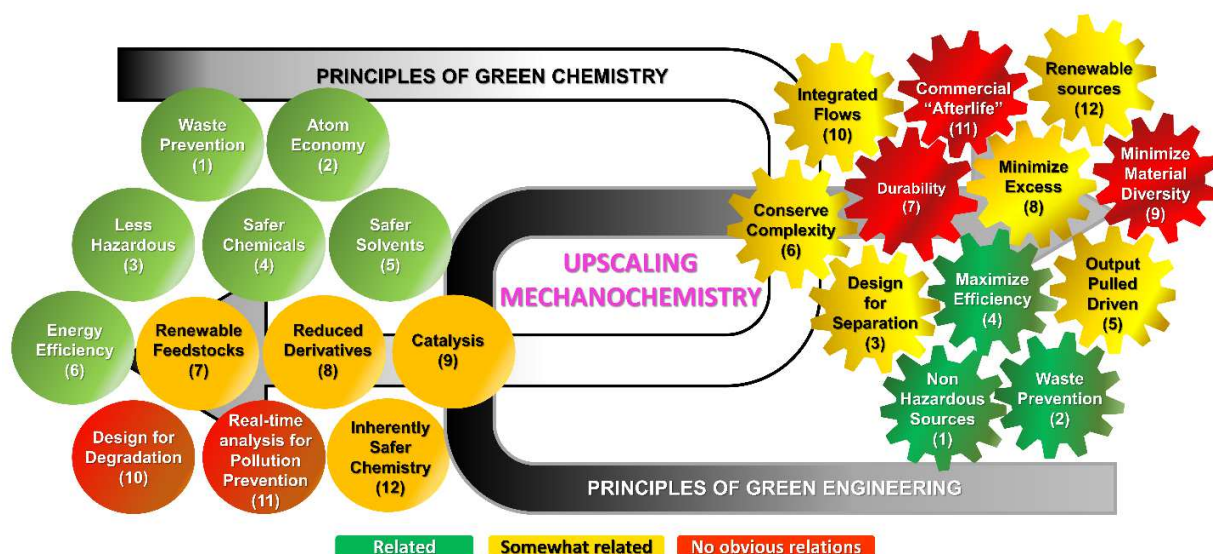 PRINCIPLES OF GREEN CHEMISTRY
Waste
Prevention
(1)
Atom
Economy
(2)
Less
Hazardous
(3)
Safer
Chemicals
(4)
Safer
Solvents
(5)
Energy
Efficiency
(6)
Renewable
Feedstocks
(7)
Reduced
Derivatives
(8)
Catalysis
(9)
Design for
Degradation
(10)
Real-time
analysis for
Pollution
Prevention
(11)
Inherently
Safer
Chemistry
(12)
UPSCALING
MECHANOCHEMISTRY
Integrated
Flows
(10)
Commercial
“Afterlife”
(11)
Renewable
sources
(12)
Conserve
Complexity
(6)
Durability
(7)
Minimize
Excess
(8)
Minimize
Material
Diversity
(9)
Design for
Separation
(3)
Maximize
Efficiency
(4)
Output
Pulled
Driven
(5)
Non
Hazardous
Sources
(1)
Waste
Prevention
(2)
PRINCIPLES OF GREEN ENGINEERING
Related
Somewhat related
No obvious relations